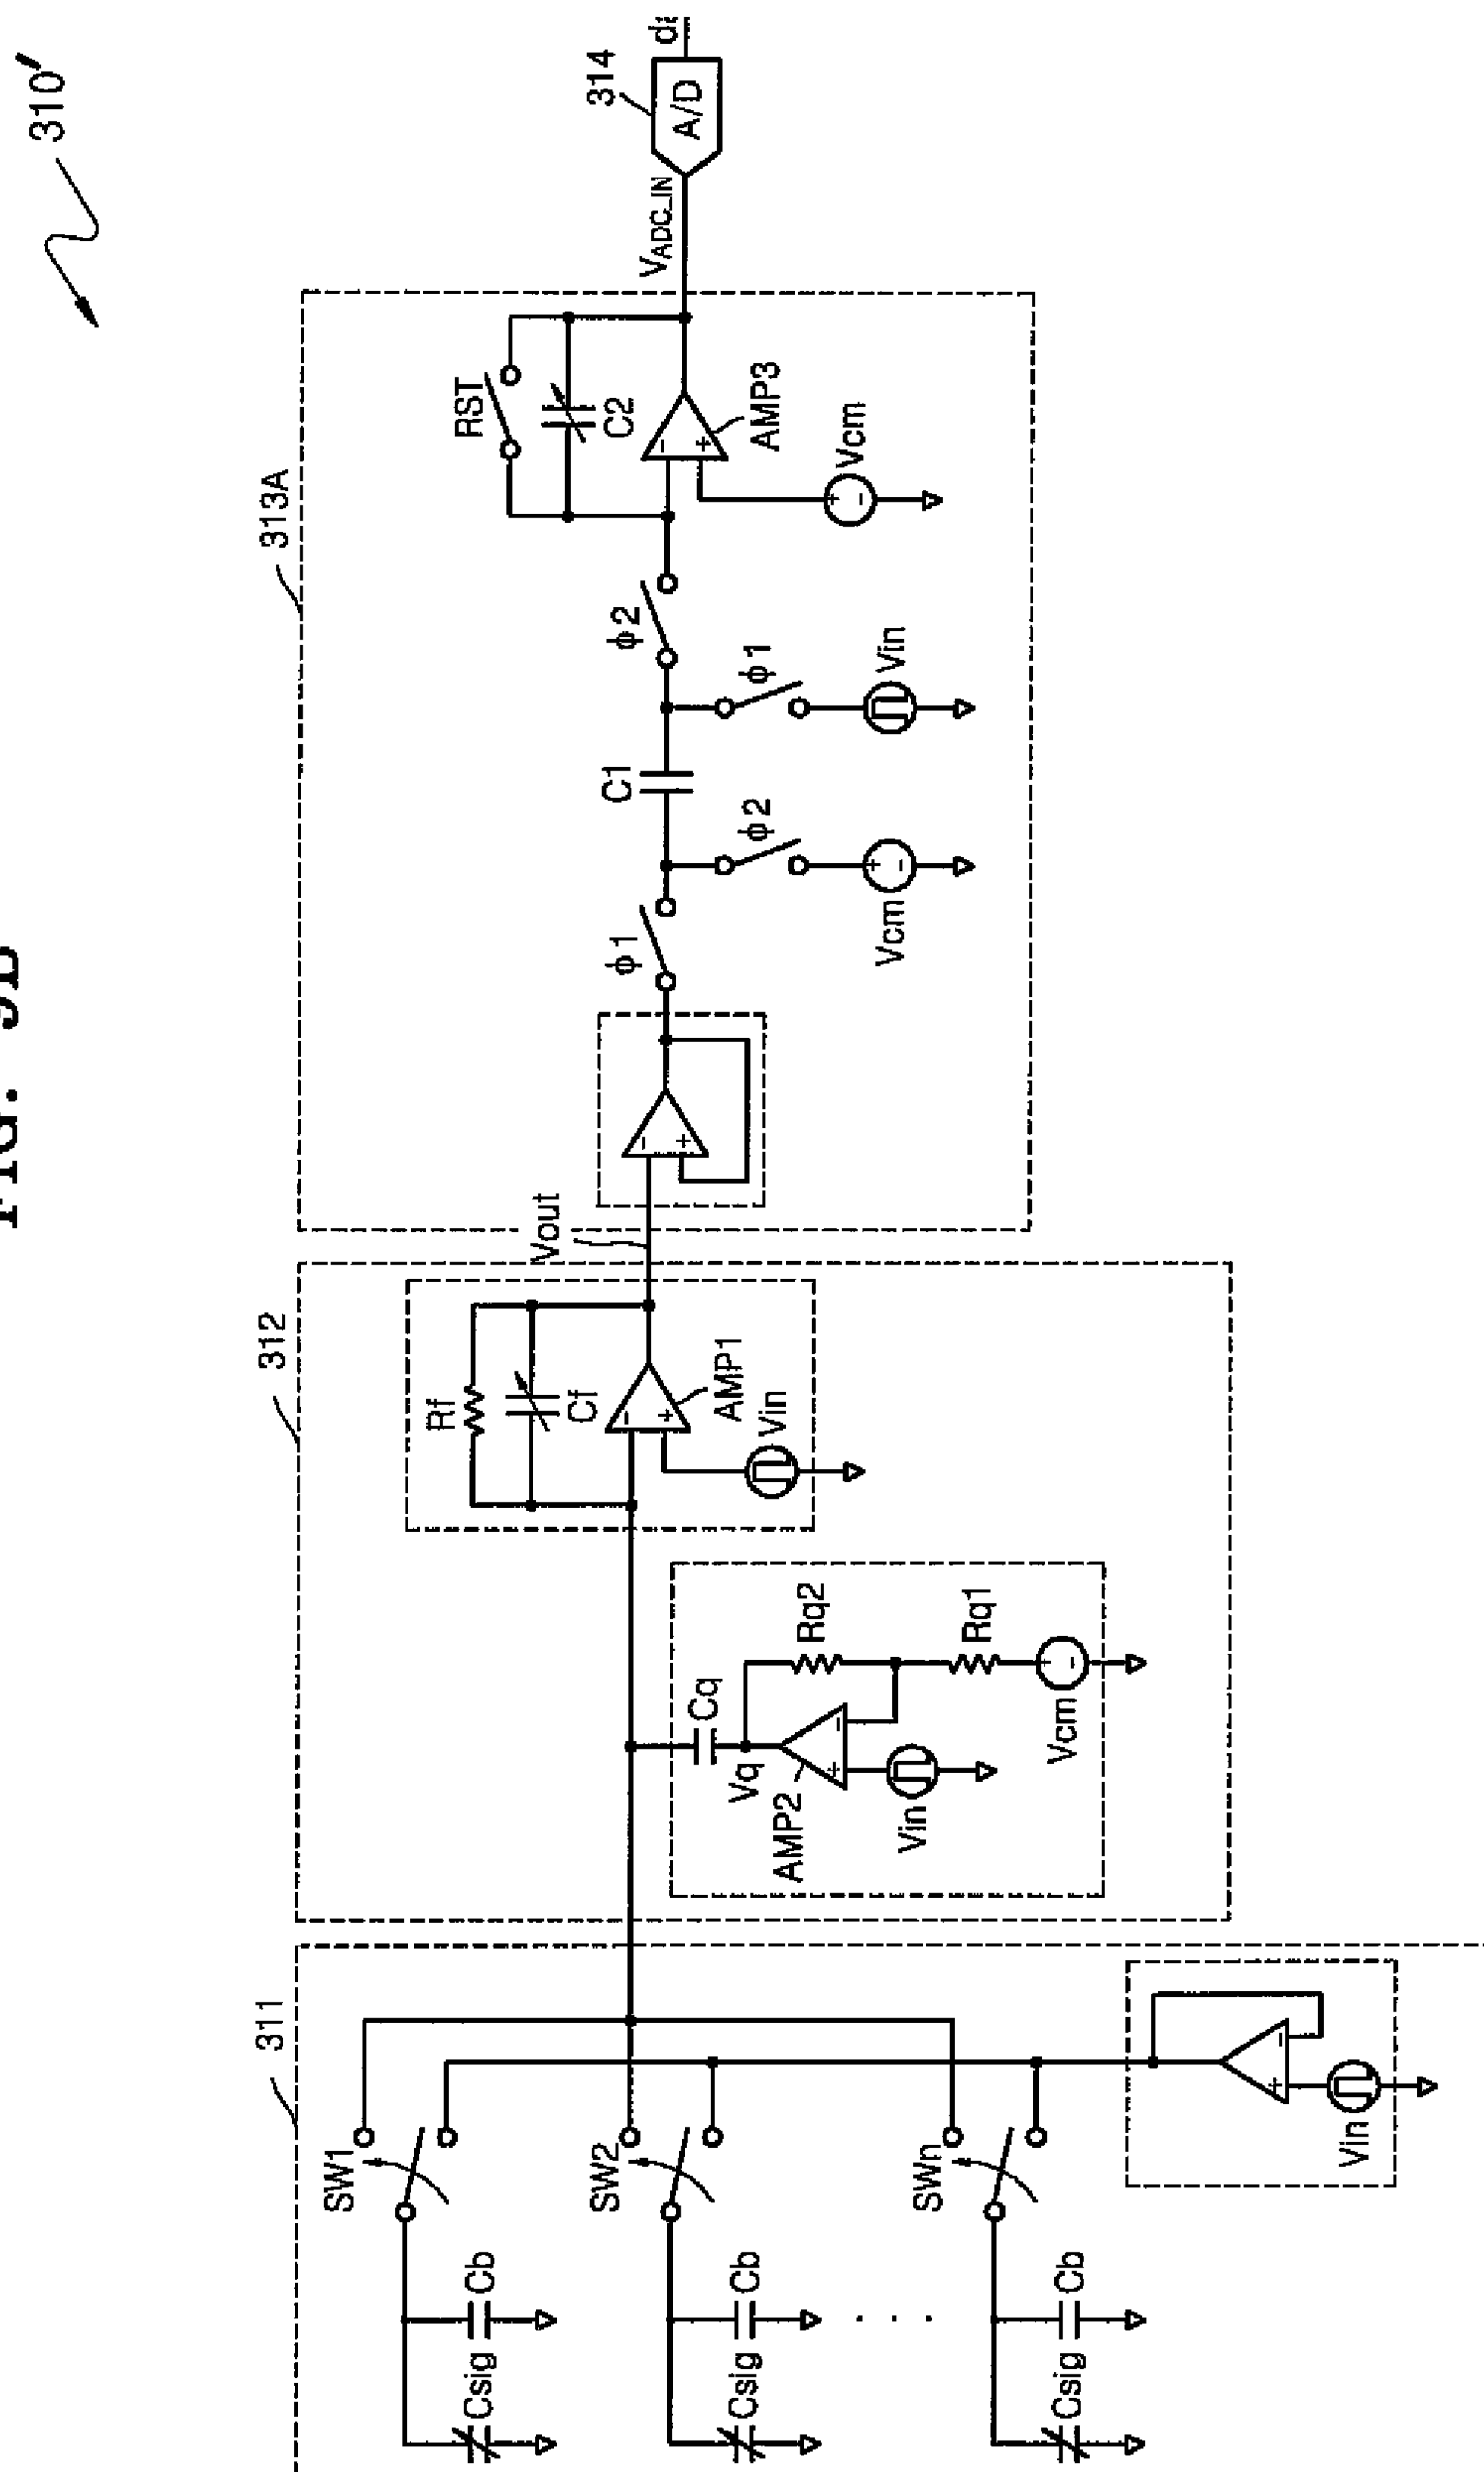 310′
311
SW1
Csig
Cb
SW2
Csig
Cb
. . .
SWn
Csig
Cb
Vin
+
-
312
Rf
Cf
-
+
AMP1
Vin
Cq
Vq
AMP2
+
-
Vin
Rq2
Rq1
Vcm
+
-
Vout
313A
-
+
ϕ1
C1
ϕ2
Vcm
+
-
ϕ1
Vin
ϕ2
RST
C2
-
+
AMP3
Vcm
+
-
VADC_IN
314
A/D